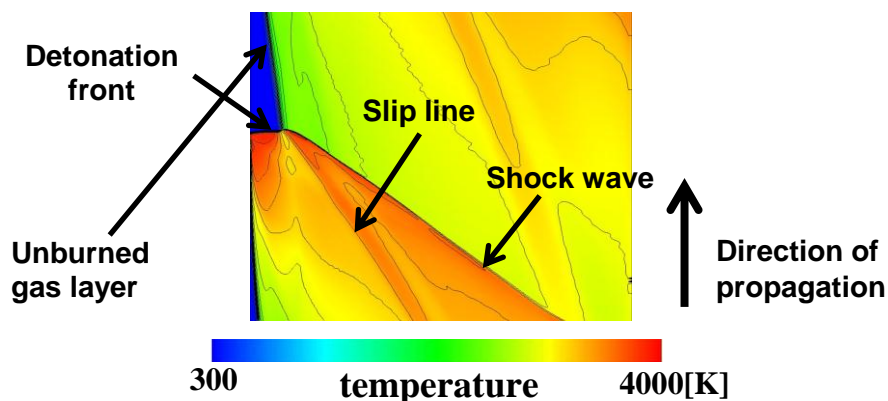 Detonation
front
Slip line
Shock wave
Unburned
gas layer
Direction of
propagation
300
temperature
4000[K]